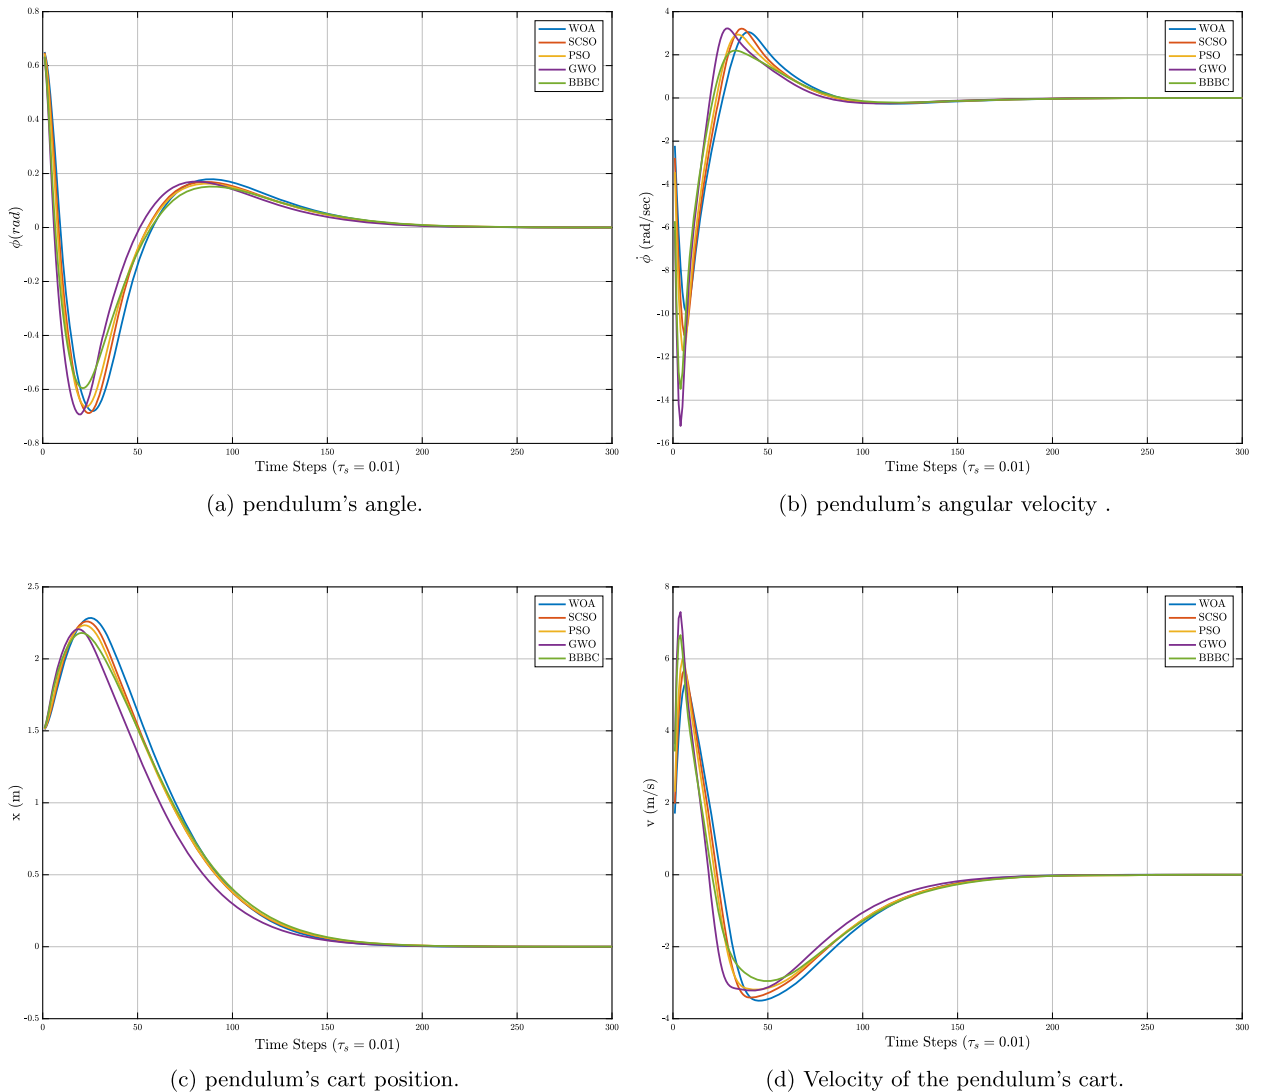 0.8
0.6
0.4
0.2
0
-0.2
-0.4
-0.6
-0.8
ϕ(rad)
0 50 100 150 200 250 300
Time Steps (τs = 0.01)
WOA
SCSO
PSO
GWO
BBBC
(a) pendulum's angle.
4
2
0
-2
-4
-6
-8
-10
-12
-14
-16
ϕ̇ (rad/sec)
0 50 100 150 200 250 300
Time Steps (τs = 0.01)
WOA
SCSO
PSO
GWO
BBBC
(b) pendulum's angular velocity .
2.5
2
1.5
1
0.5
0
-0.5
x (m)
0 50 100 150 200 250 300
Time Steps (τs = 0.01)
WOA
SCSO
PSO
GWO
BBBC
(c) pendulum's cart position.
8
6
4
2
0
-2
-4
v (m/s)
0 50 100 150 200 250 300
Time Steps (τs = 0.01)
WOA
SCSO
PSO
GWO
BBBC
(d) Velocity of the pendulum's cart.